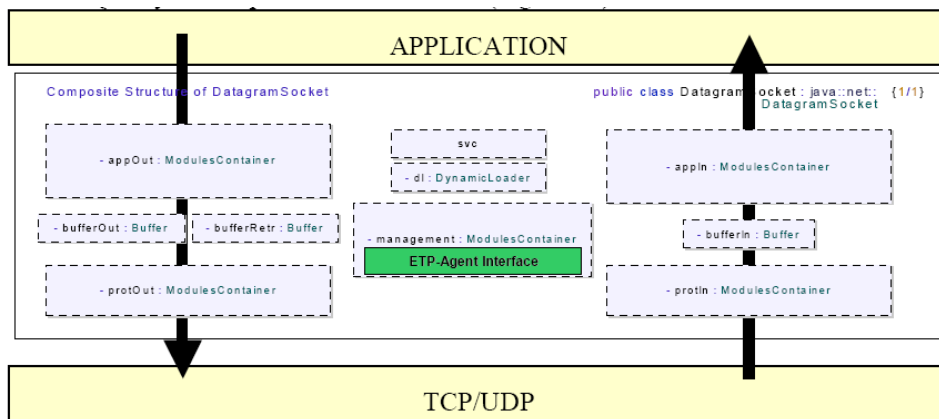 APPLICATION
Composite Structure of DatagramSocket
public class DatagramSocket : java::net:: {1/1}
DatagramSocket
- appOut : ModulesContainer
svc
- dl : DynamicLoader
- appIn : ModulesContainer
- bufferOut : Buffer
- bufferRetr : Buffer
- management : ModulesContainer
- bufferIn : Buffer
ETP-Agent Interface
- protOut : ModulesContainer
- protIn : ModulesContainer
TCP/UDP